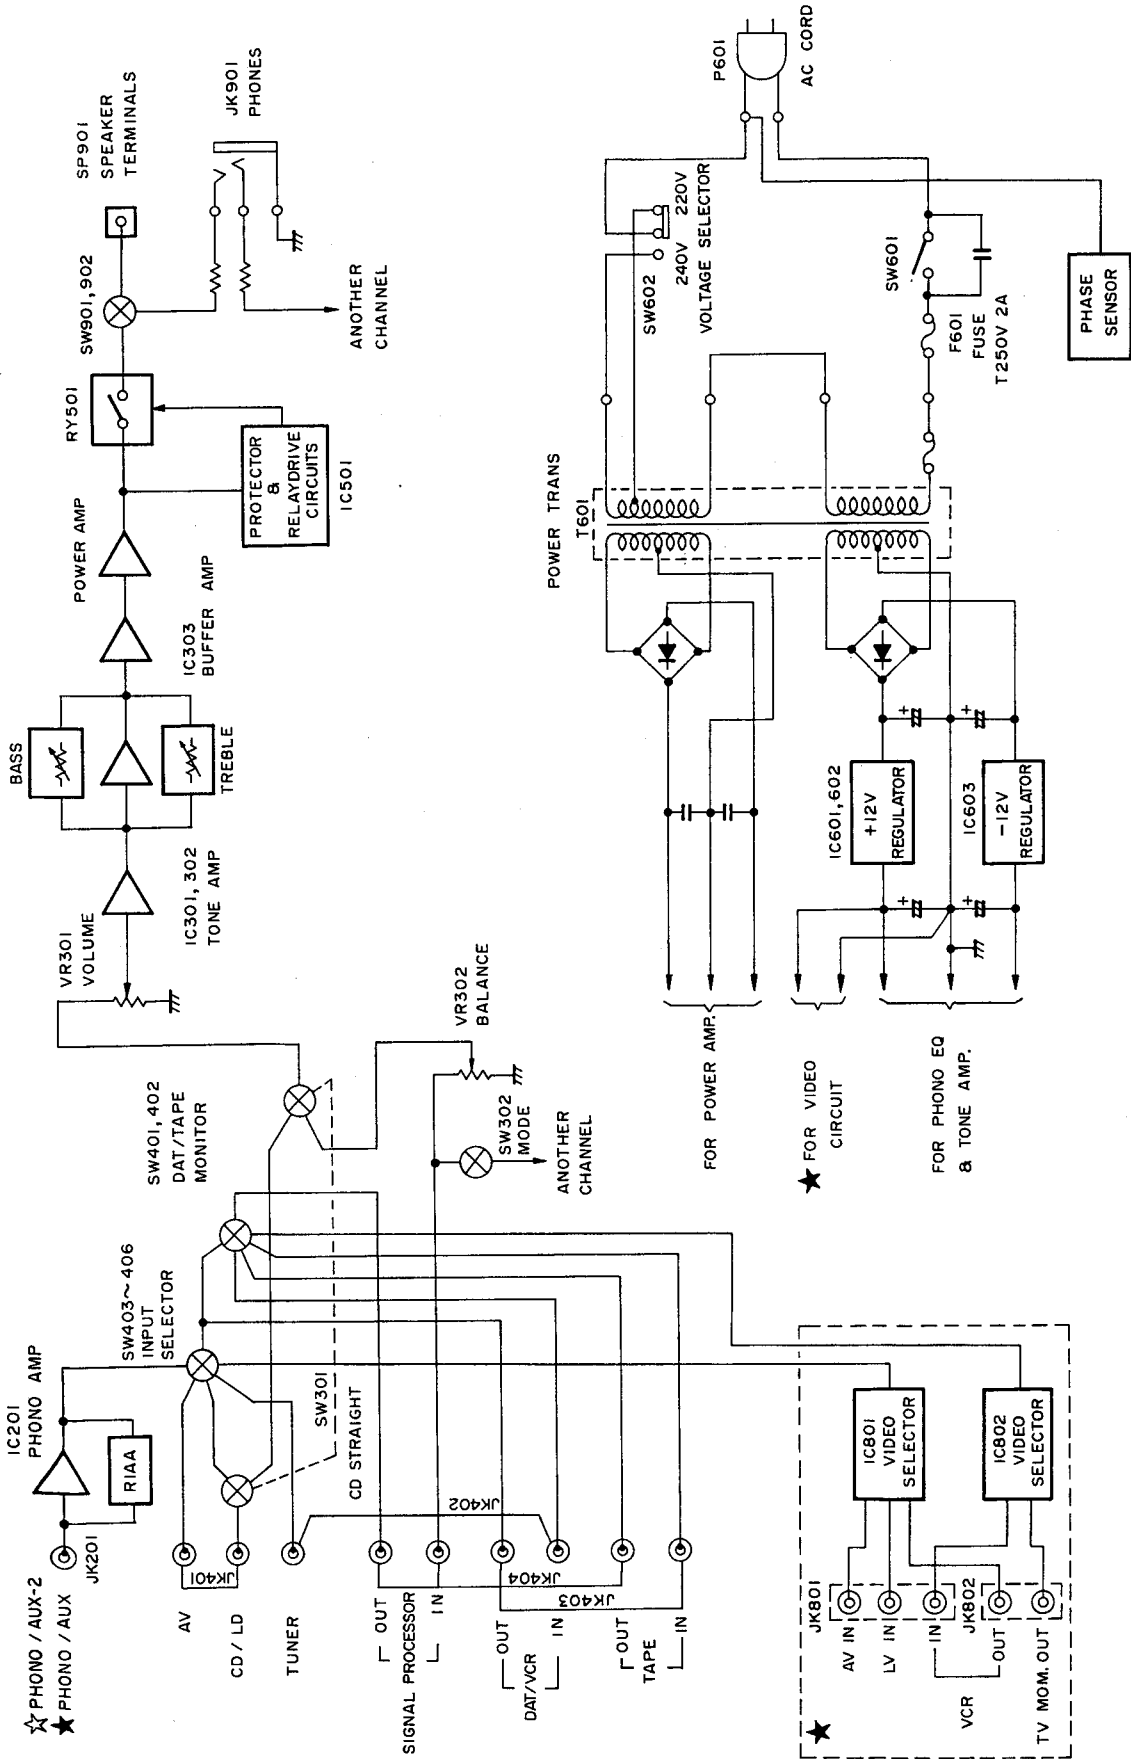 ☆ PHONO / AUX-2
★ PHONO / AUX
JK201
IC201
PHONO AMP
RIAA
AV
CD / LD
TUNER
JK401
JK402
SW403~406
INPUT
SELECTOR
SW301
CD STRAIGHT
SIGNAL PROCESSOR
OUT
IN
DAT/VCR
OUT
IN
TAPE
OUT
IN
JK404
JK403
SW401, 402
DAT/TAPE
MONITOR
SW302
MODE
ANOTHER
CHANNEL
VR302
BALANCE
VR301
VOLUME
IC301, 302
TONE AMP
BASS
TREBLE
IC303
BUFFER AMP
POWER AMP
PROTECTOR
&
RELAYDRIVE
CIRCUITS
IC501
RY501
SW901, 902
SP901
SPEAKER
TERMINALS
JK901
PHONES
ANOTHER
CHANNEL
★
JK801
AV IN
LV IN
IN
JK802
OUT
VCR
TV MOM. OUT
IC801
VIDEO
SELECTOR
IC802
VIDEO
SELECTOR
FOR POWER AMP.
★ FOR VIDEO
CIRCUIT
FOR PHONO EQ
& TONE AMP.
IC601, 602
+12V
REGULATOR
IC603
-12V
REGULATOR
+
+
+
+
POWER TRANS
T601
SW602
240V
220V
VOLTAGE SELECTOR
SW601
F601
FUSE
T250V 2A
P601
AC CORD
PHASE
SENSOR